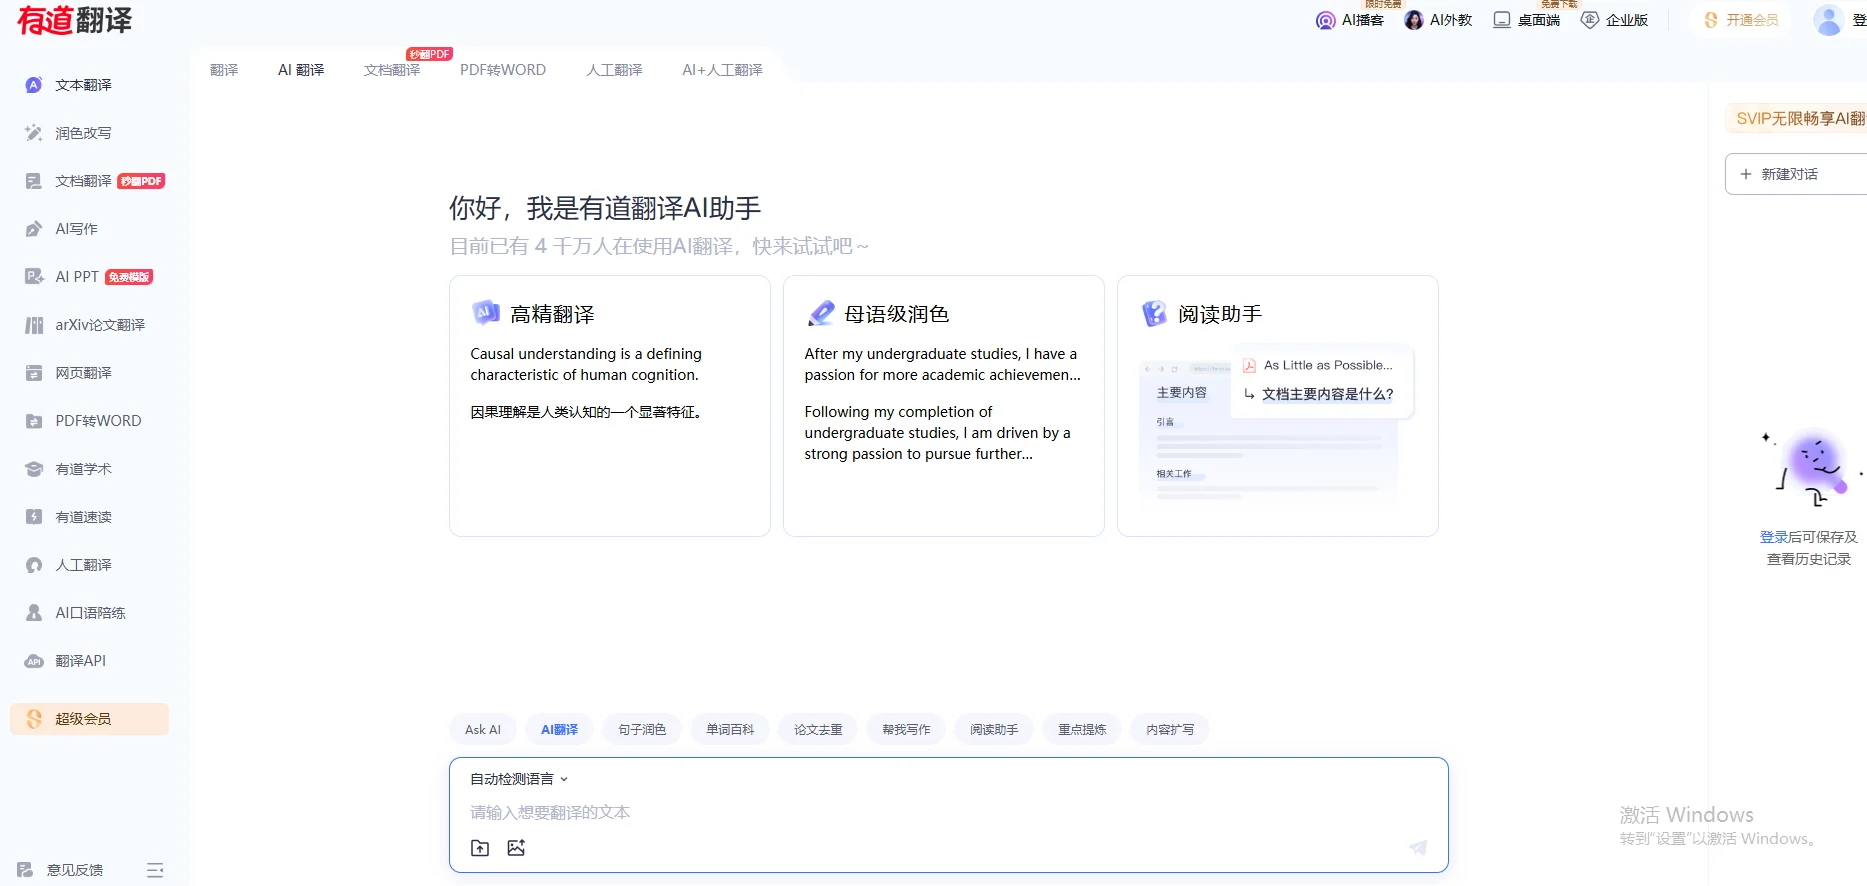 有道翻译
限时免费
AI播客
AI外教
免费下载
桌面端
企业版
开通会员
文本翻译
润色改写
文档翻译 秒翻PDF
AI写作
AI PPT 免费模版
arXiv论文翻译
网页翻译
PDF转WORD
有道学术
有道速读
人工翻译
AI口语陪练
翻译API
超级会员
意见反馈
翻译
AI 翻译
文档翻译
秒翻PDF
PDF转WORD
人工翻译
AI+人工翻译
你好，我是有道翻译AI助手
目前已有 4 千万人在使用AI翻译，快来试试吧～
高精翻译
Causal understanding is a defining
characteristic of human cognition.
因果理解是人类认知的一个显著特征。
母语级润色
After my undergraduate studies, I have a
passion for more academic achievemen...
Following my completion of
undergraduate studies, I am driven by a
strong passion to pursue further...
阅读助手
As Little as Possible...
文档主要内容是什么?
主要内容
引言
相关工作
Ask AI
AI翻译
句子润色
单词百科
论文去重
帮我写作
阅读助手
重点提炼
内容扩写
自动检测语言
请输入想要翻译的文本
SVIP无限畅享AI翻
新建对话
登录后可保存及
查看历史记录
激活 Windows
转到"设置"以激活 Windows。